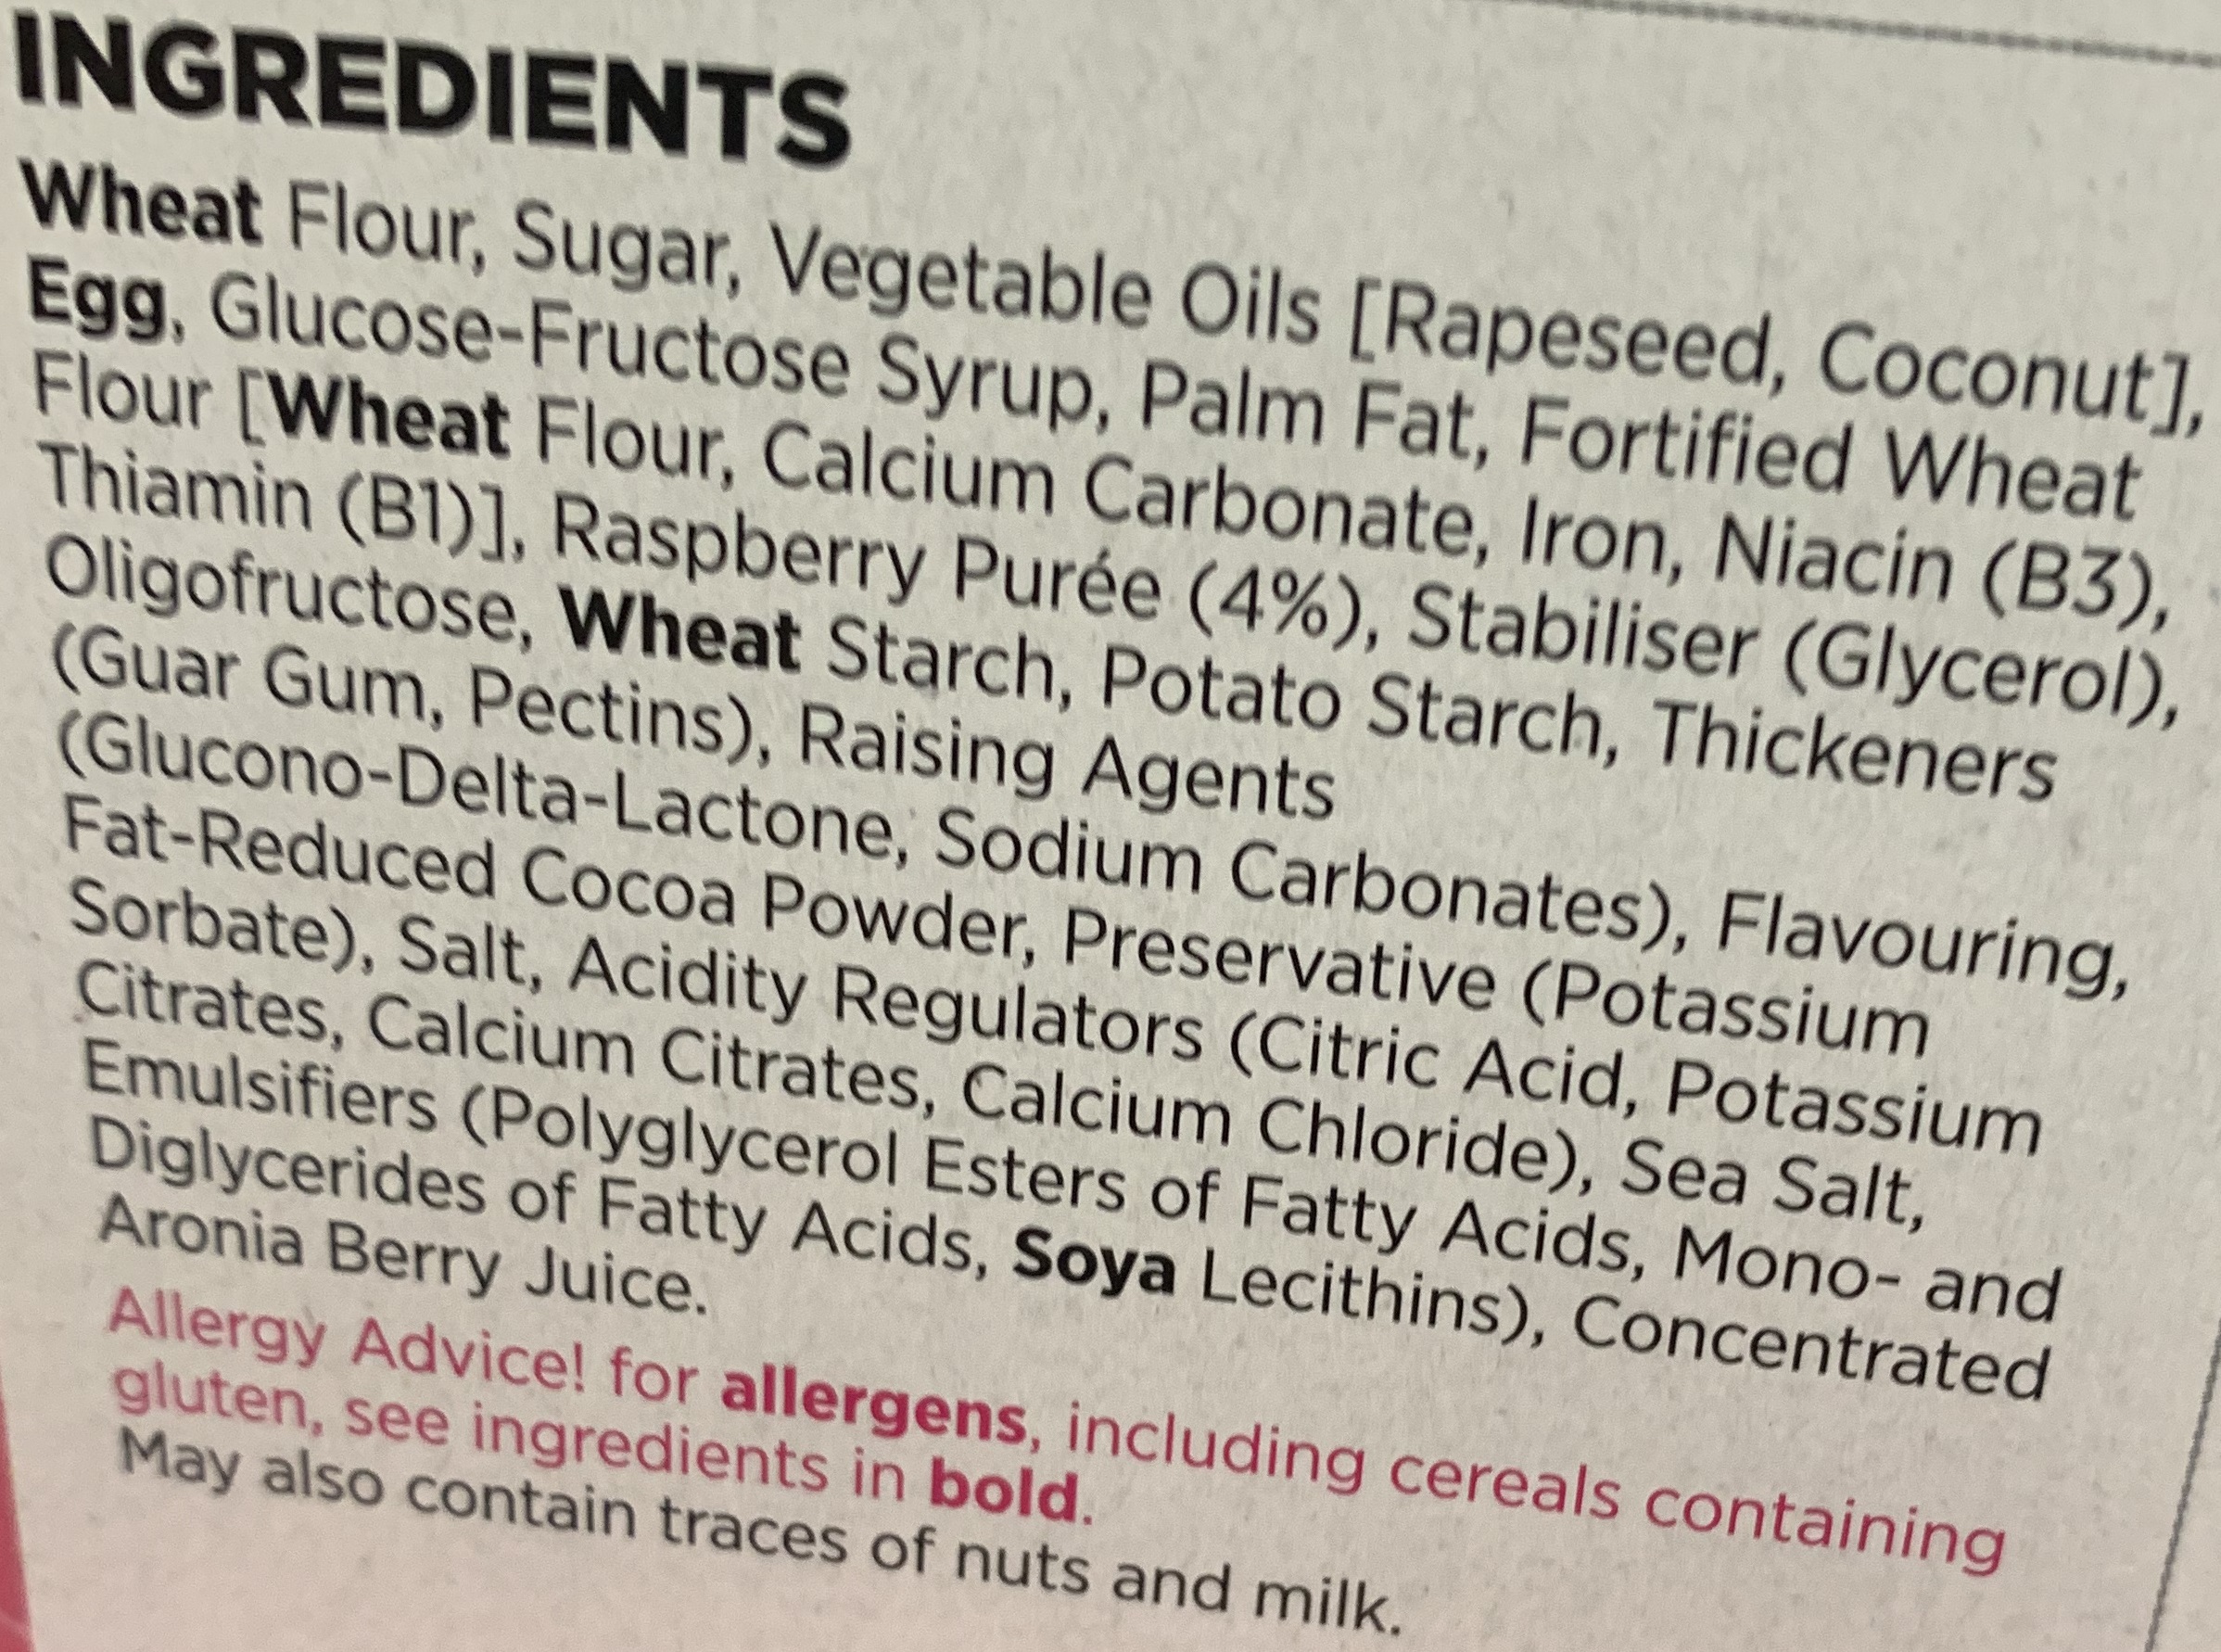 INGREDIENTS
Wheat Flour, Sugar, Vegetable Oils [Rapeseed, Coconut],
Egg, Glucose-Fructose Syrup, Palm Fat, Fortified Wheat
Flour [Wheat Flour, Calcium Carbonate, Iron, Niacin (B3),
Thiamin (B1)], Raspberry Purée (4%), Stabiliser (Glycerol),
Oligofructose, Wheat Starch, Potato Starch, Thickeners
(Guar Gum, Pectins), Raising Agents
(Glucono-Delta-Lactone, Sodium Carbonates), Flavouring,
Fat-Reduced Cocoa Powder, Preservative (Potassium
Sorbate), Salt, Acidity Regulators (Citric Acid, Potassium
Citrates, Calcium Citrates, Calcium Chloride), Sea Salt,
Emulsifiers (Polyglycerol Esters of Fatty Acids, Mono- and
Diglycerides of Fatty Acids, Soya Lecithins), Concentrated
Aronia Berry Juice.
Allergy Advice! for allergens, including cereals containing
gluten, see ingredients in bold.
May also contain traces of nuts and milk.